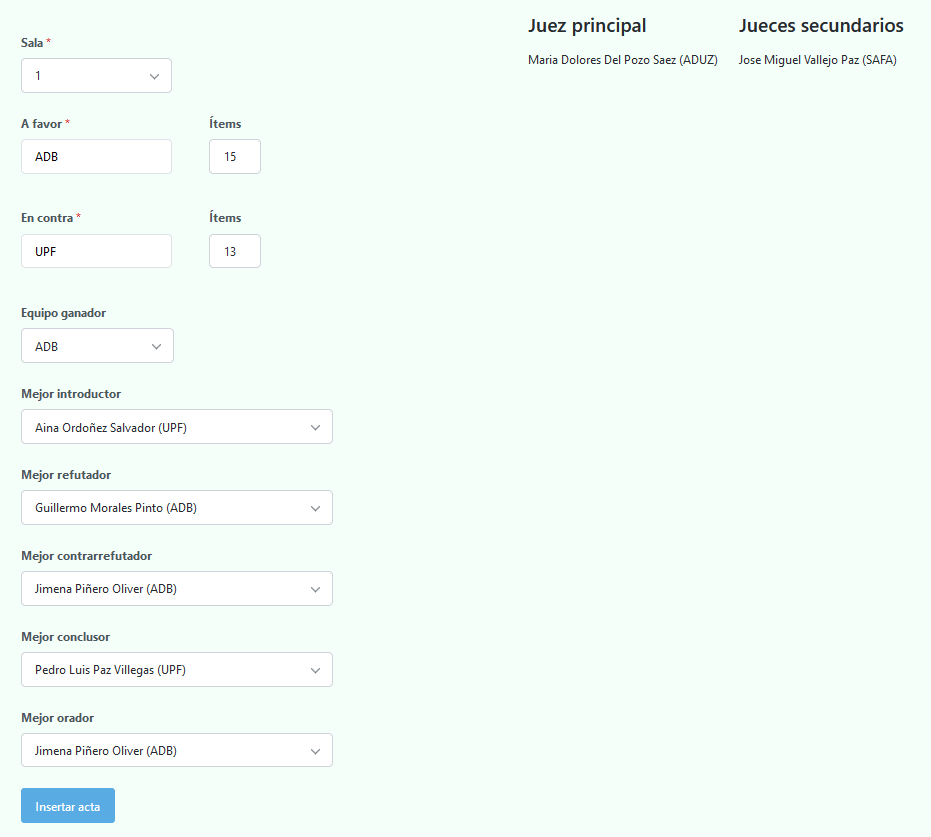 Sala *
1
A favor *
Ítems
ADB
15
En contra *
Ítems
UPF
13
Equipo ganador
ADB
Mejor introductor
Aina Ordoñez Salvador (UPF)
Mejor refutador
Guillermo Morales Pinto (ADB)
Mejor contrarrefutador
Jimena Piñero Oliver (ADB)
Mejor conclusor
Pedro Luis Paz Villegas (UPF)
Mejor orador
Jimena Piñero Oliver (ADB)
Insertar acta
Juez principal
Maria Dolores Del Pozo Saez (ADUZ)
Jueces secundarios
Jose Miguel Vallejo Paz (SAFA)